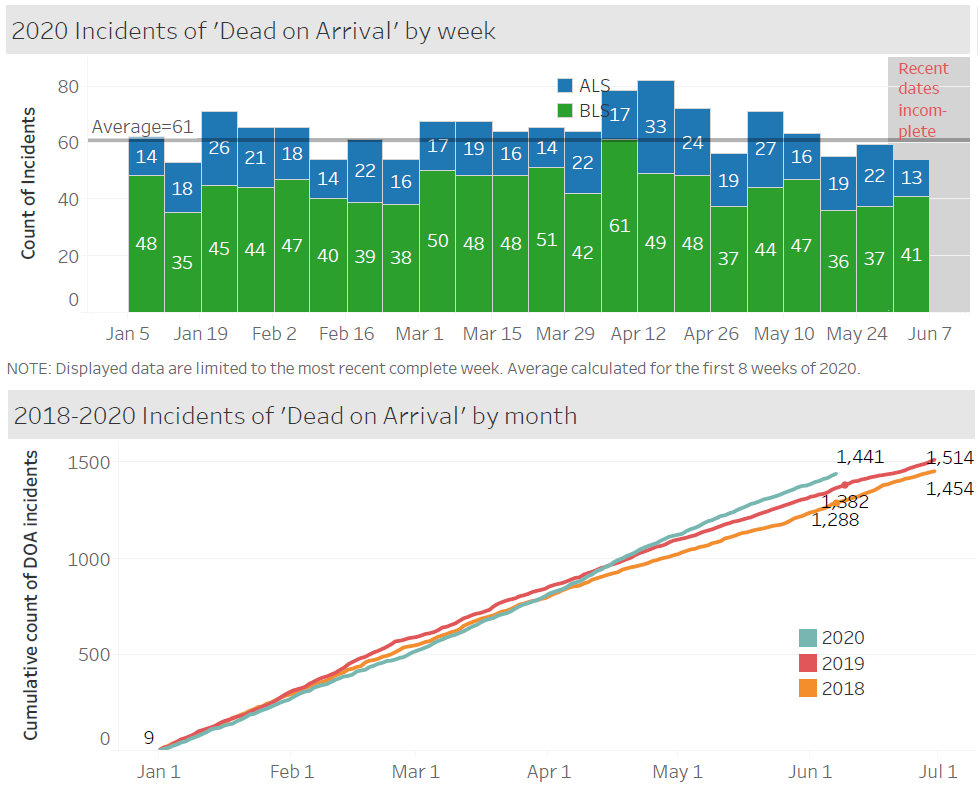 2020 Incidents of 'Dead on Arrival' by week
Count of Incidents
80
60
40
20
0
Average=61
ALS
BLS
Recent
dates
incom-
plete
14 18 26 21 18 14 22 16 17 19 16 14 22 17 33 24 19 27 16 19 22 13
48 35 45 44 47 40 39 38 50 48 48 51 42 61 49 48 37 44 47 36 37 41
Jan 5 Jan 19 Feb 2 Feb 16 Mar 1 Mar 15 Mar 29 Apr 12 Apr 26 May 10 May 24 Jun 7
NOTE: Displayed data are limited to the most recent complete week. Average calculated for the first 8 weeks of 2020.
2018-2020 Incidents of 'Dead on Arrival' by month
Cumulative count of DOA incidents
1500
1000
500
0
9
1,441
1,514
1,382
1,454
1,288
2020
2019
2018
Jan 1 Feb 1 Mar 1 Apr 1 May 1 Jun 1 Jul 1